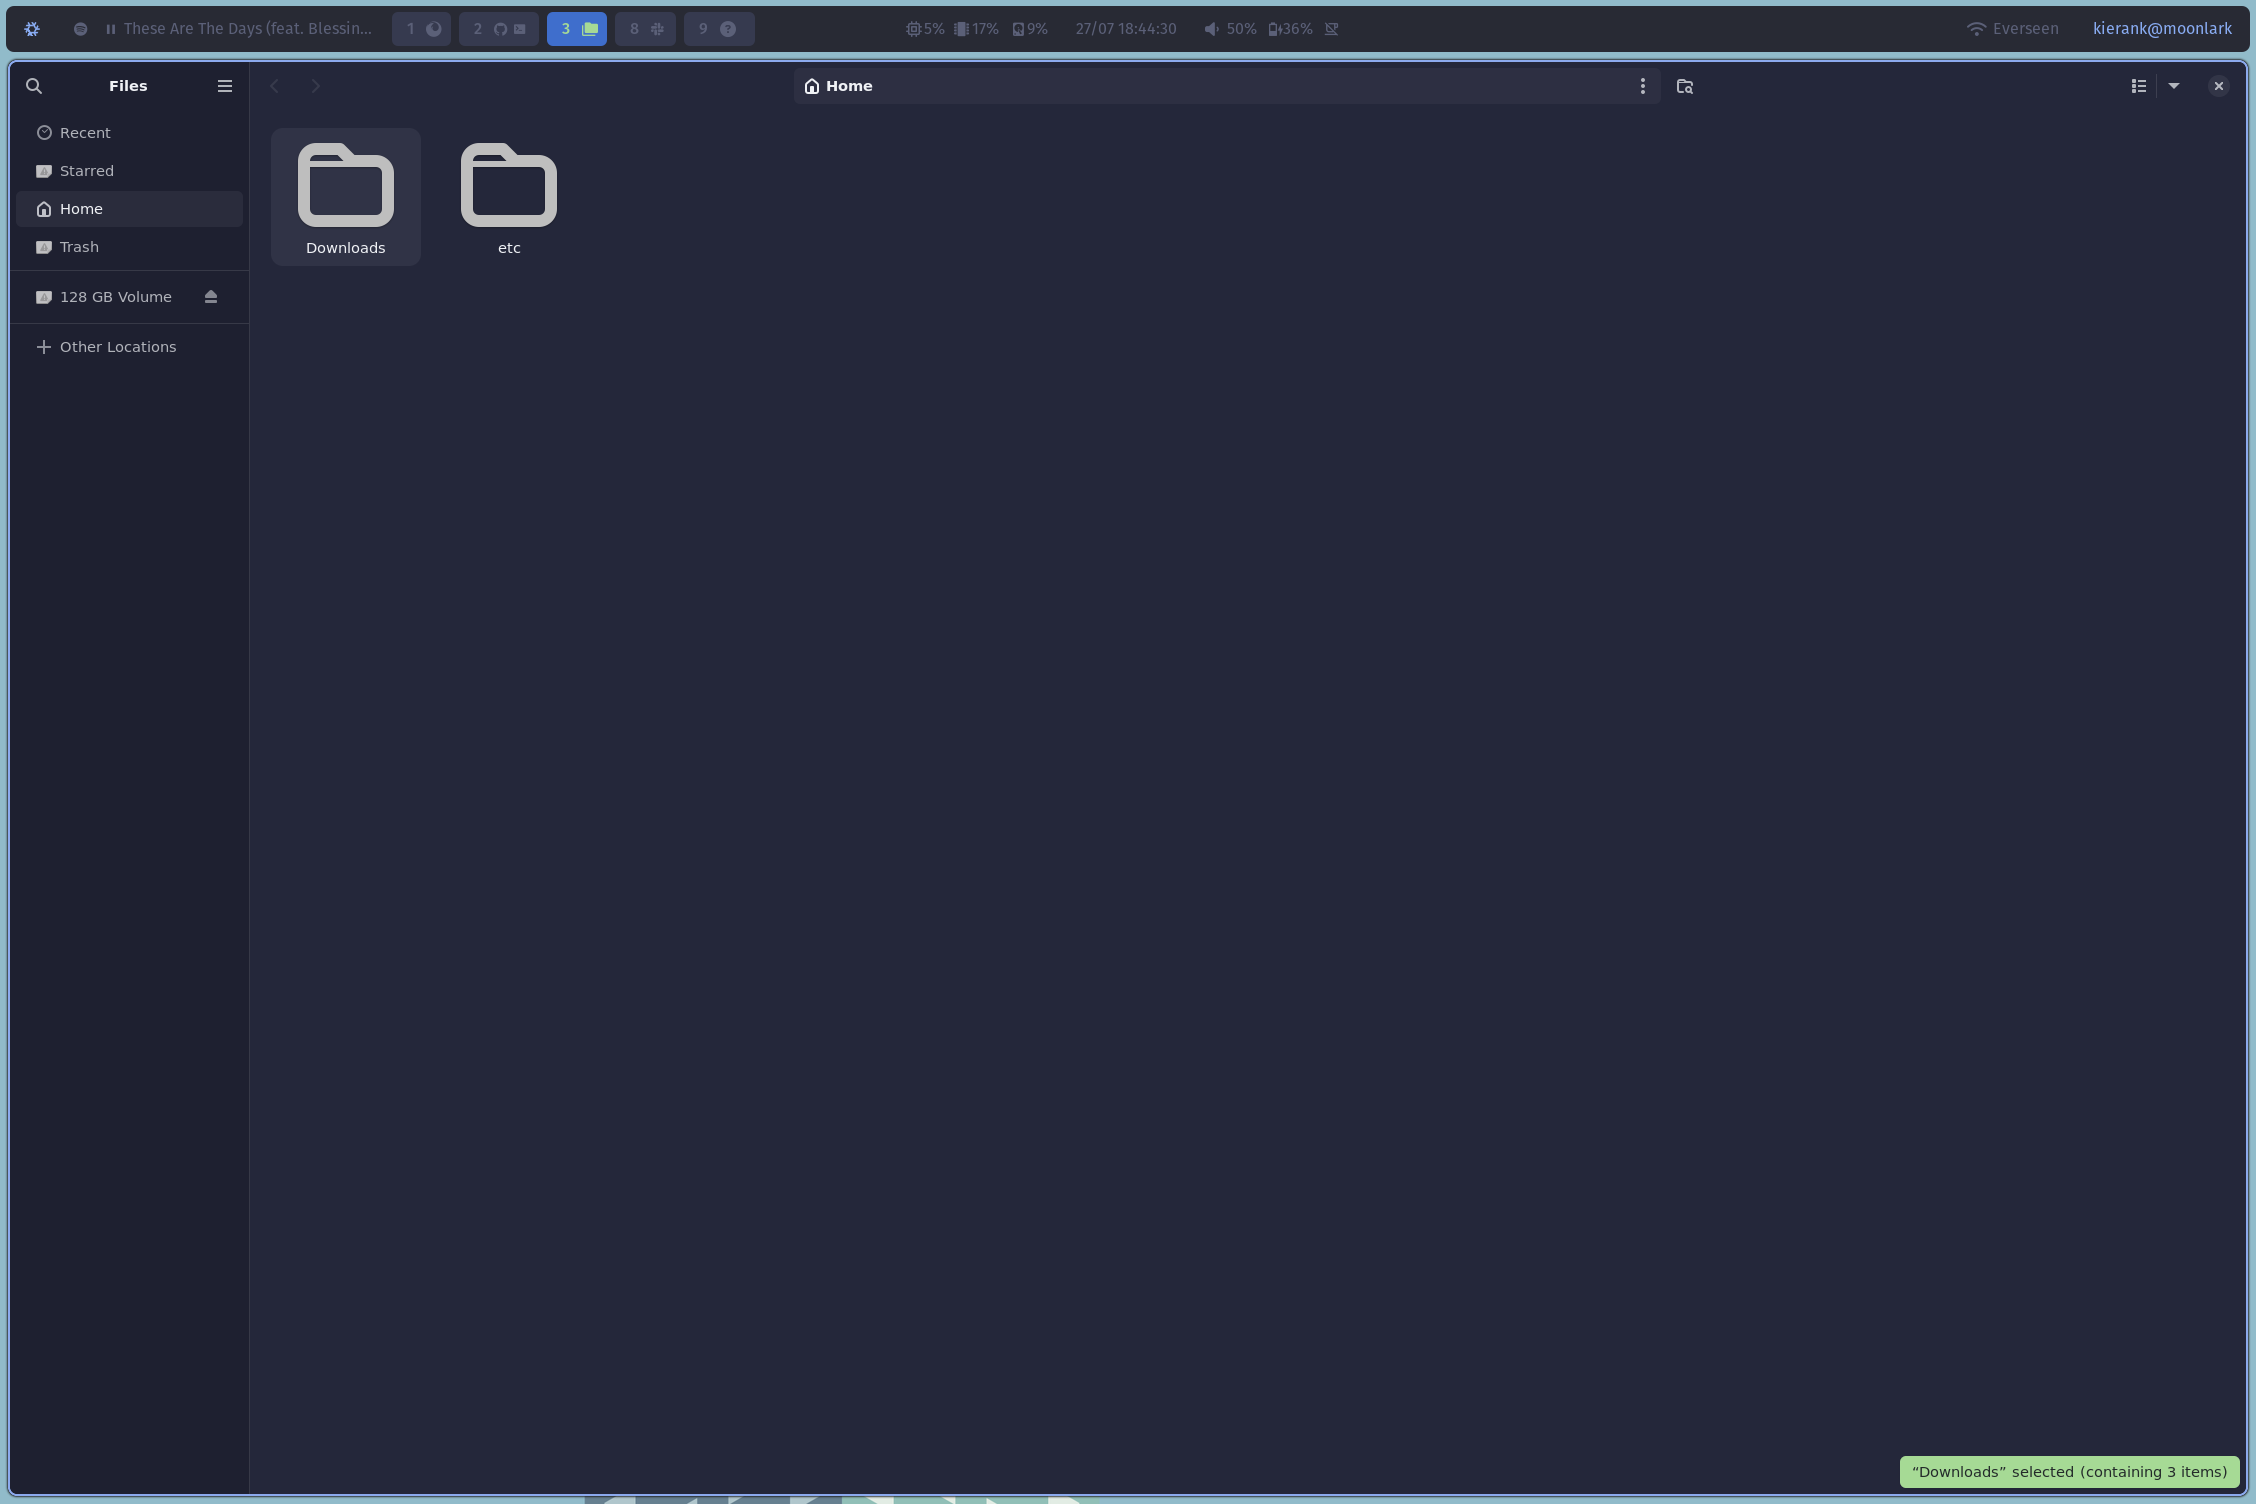 These Are The Days (feat. Blessin...
1
2
3
8
9
5%
17%
9%
27/07 18:44:30
50%
36%
Everseen
kierank@moonlark
Files
Home
Recent
Starred
Home
Trash
128 GB Volume
Other Locations
Downloads
etc
“Downloads” selected (containing 3 items)